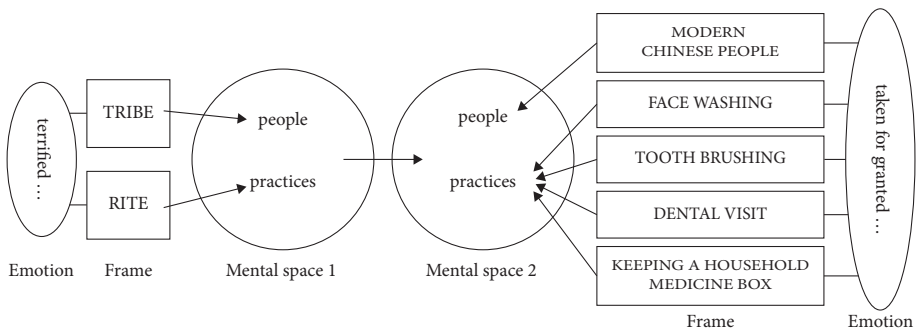 terrified ...
TRIBE
RITE
people
practices
people
practices
MODERN
CHINESE PEOPLE
FACE WASHING
TOOTH BRUSHING
DENTAL VISIT
KEEPING A HOUSEHOLD
MEDICINE BOX
taken for granted ...
Emotion
Frame
Mental space 1
Mental space 2
Frame
Emotion